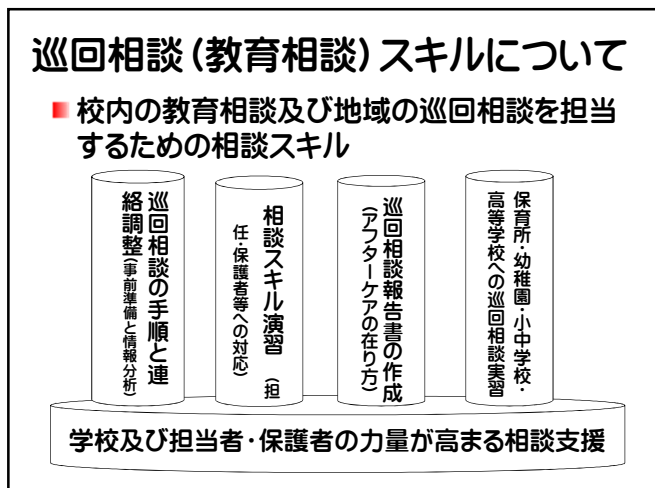 巡回相談(教育相談)スキルについて
校内の教育相談及び地域の巡回相談を担当
するための相談スキル
巡回相談の手順と連
絡調整(事前準備と情報分析)
相談スキル演習 (担
任・保護者等への対応)
巡回相談報告書の作成
(アフターケアの在り方)
保育所・幼稚園・小中学校・
高等学校への巡回相談実習
学校及び担当者・保護者の力量が高まる相談支援